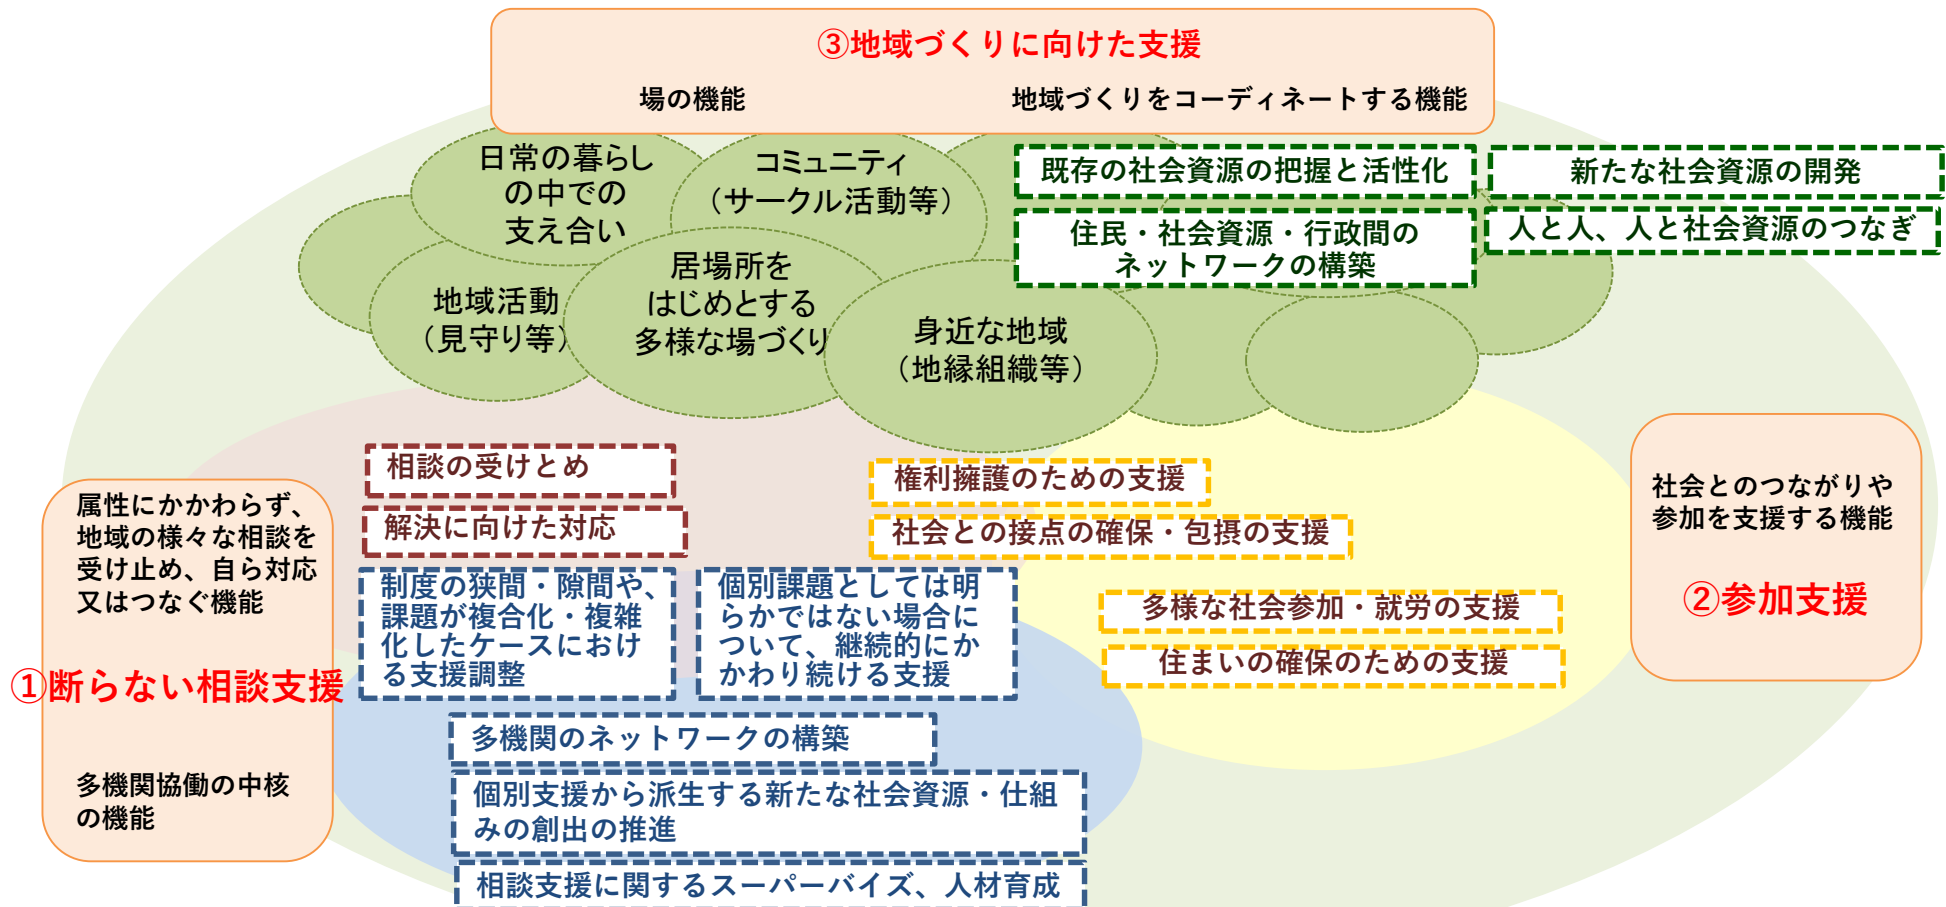 ③地域づくりに向けた支援
場の機能
地域づくりをコーディネートする機能
日常の暮らし
の中での
支え合い
コミュニティ
（サークル活動等）
既存の社会資源の把握と活性化
新たな社会資源の開発
住民・社会資源・行政間の
ネットワークの構築
人と人、人と社会資源のつなぎ
地域活動
（見守り等）
居場所を
はじめとする
多様な場づくり
身近な地域
（地縁組織等）
属性にかかわらず、
地域の様々な相談を
受け止め、自ら対応
又はつなぐ機能
①断らない相談支援
多機関協働の中核
の機能
相談の受けとめ
解決に向けた対応
制度の狭間・隙間や、
課題が複合化・複雑
化したケースにおけ
る支援調整
個別課題としては明
らかではない場合に
ついて、継続的にか
かわり続ける支援
多機関のネットワークの構築
個別支援から派生する新たな社会資源・仕組
みの創出の推進
相談支援に関するスーパーバイズ、人材育成
権利擁護のための支援
社会との接点の確保・包摂の支援
多様な社会参加・就労の支援
住まいの確保のための支援
社会とのつながりや
参加を支援する機能
②参加支援